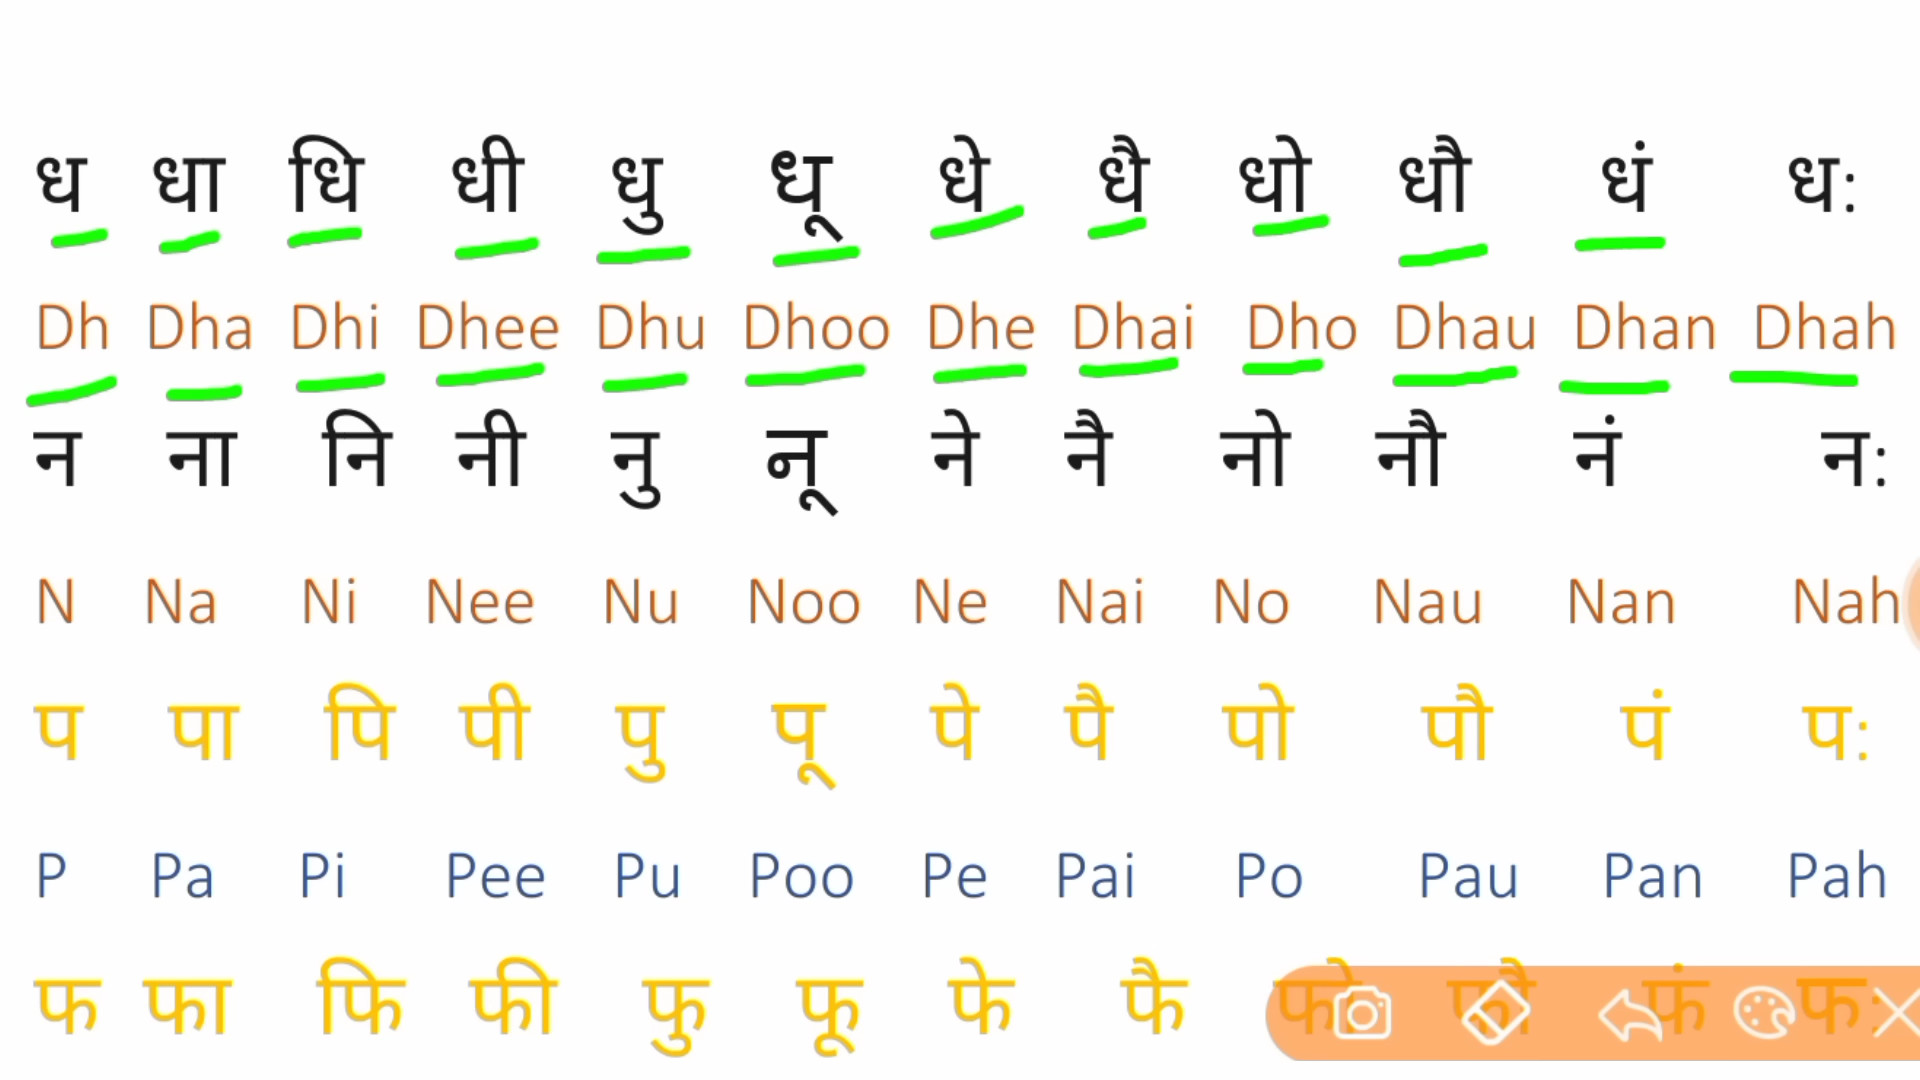 ध धा धि धी धु धू धे धै धो धौ धं ध:
Dh Dha Dhi Dhee Dhu Dhoo Dhe Dhai Dho Dhau Dhan Dhah
न ना नि नी नु नू ने नै नो नौ नं न:
N Na Ni Nee Nu Noo Ne Nai No Nau Nan Nah
प पा पि पी पु पू पे पै पो पौ पं प:
P Pa Pi Pee Pu Poo Pe Pai Po Pau Pan Pah
फ फा फि फी फु फू फे फै फो फौ फं फ: